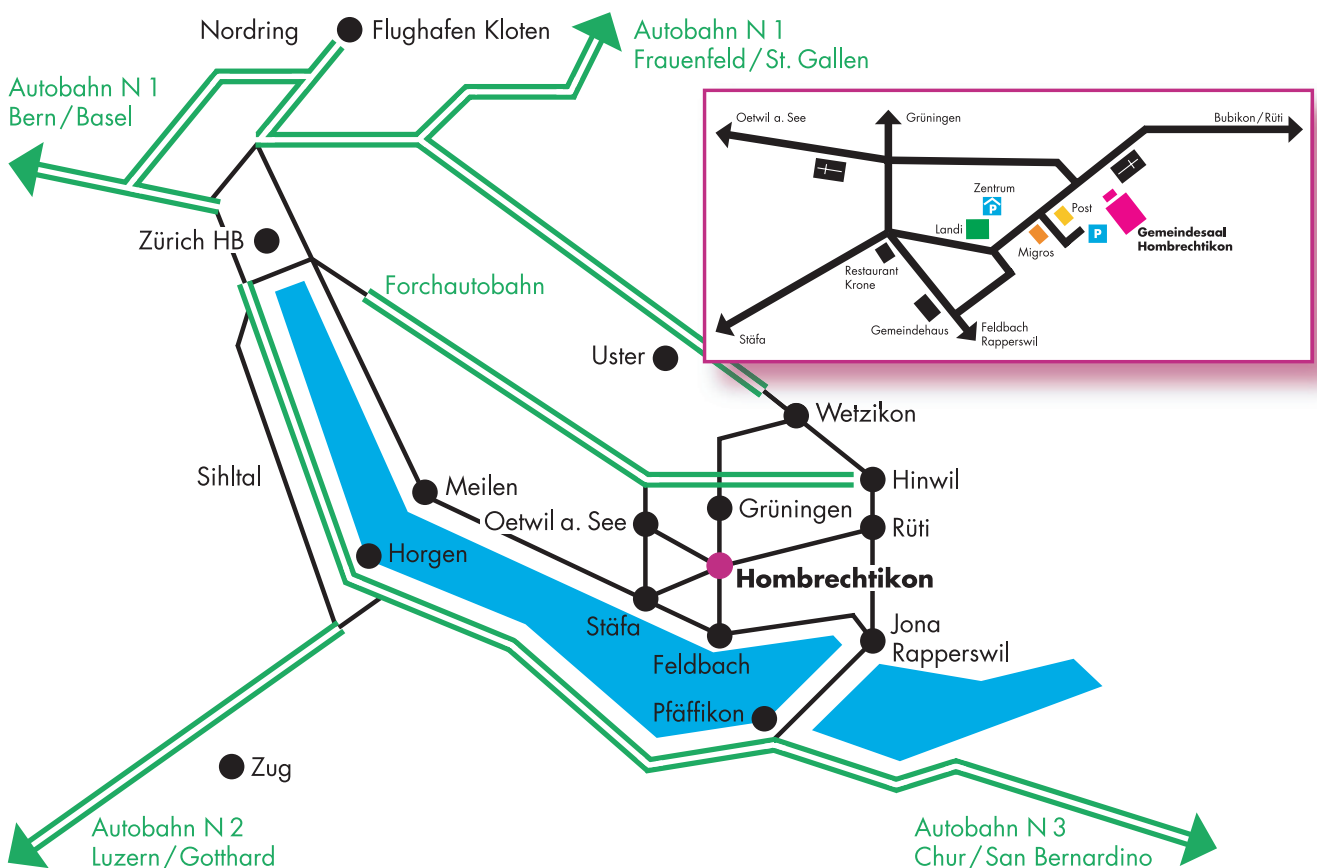 Nordring
Flughafen Kloten
Autobahn N 1
Frauenfeld / St. Gallen
Autobahn N 1
Bern / Basel
Oetwil a. See
Grüningen
Bubikon / Rüti
Zentrum
P
Post
Landi
P
Gemeindesaal
Hombrechtikon
Migros
Restaurant
Krone
Gemeindehaus
Feldbach
Rapperswil
Stäfa
Zürich HB
Forchautobahn
Uster
Wetzikon
Sihltal
Meilen
Hinwil
Grüningen
Oetwil a. See
Rüti
Horgen
Hombrechtikon
Stäfa
Jona
Rapperswil
Feldbach
Pfäffikon
Zug
Autobahn N 2
Luzern / Gotthard
Autobahn N 3
Chur / San Bernardino